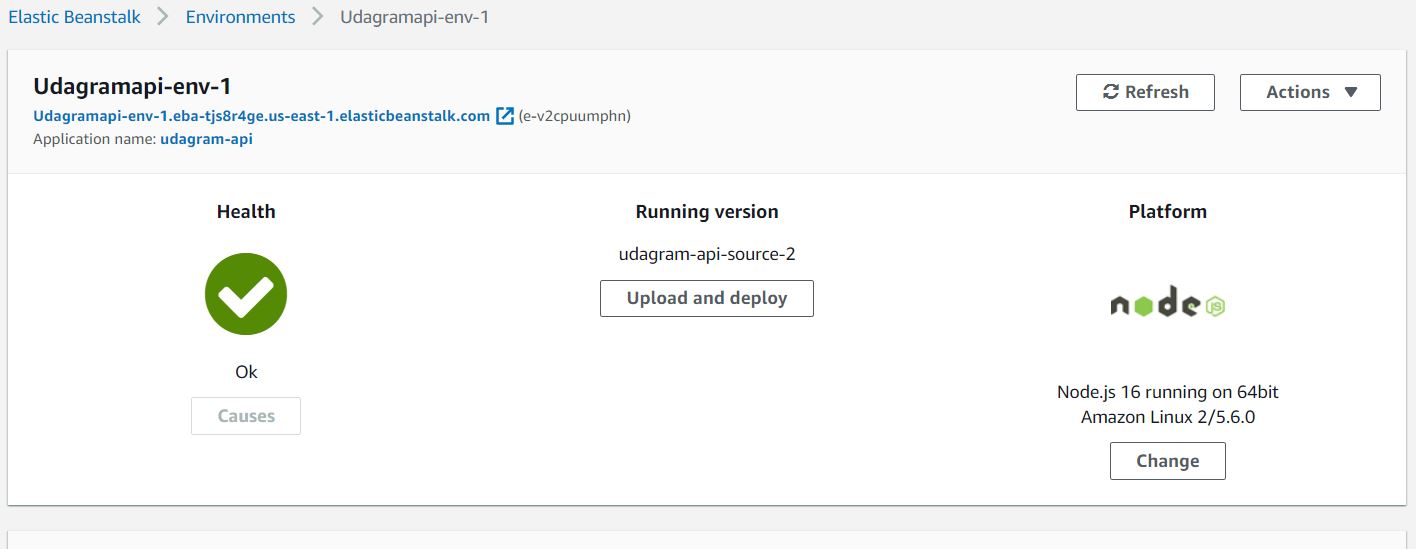 Elastic Beanstalk > Environments > Udagramapi-env-1
Udagramapi-env-1
Refresh
Actions ▼
Udagramapi-env-1.eba-tjs8r4ge.us-east-1.elasticbeanstalk.com (e-v2cpuumphn)
Application name: udagram-api
Health
Running version
Platform
udagram-api-source-2
Upload and deploy
node JS
Ok
Causes
Node.js 16 running on 64bit
Amazon Linux 2/5.6.0
Change